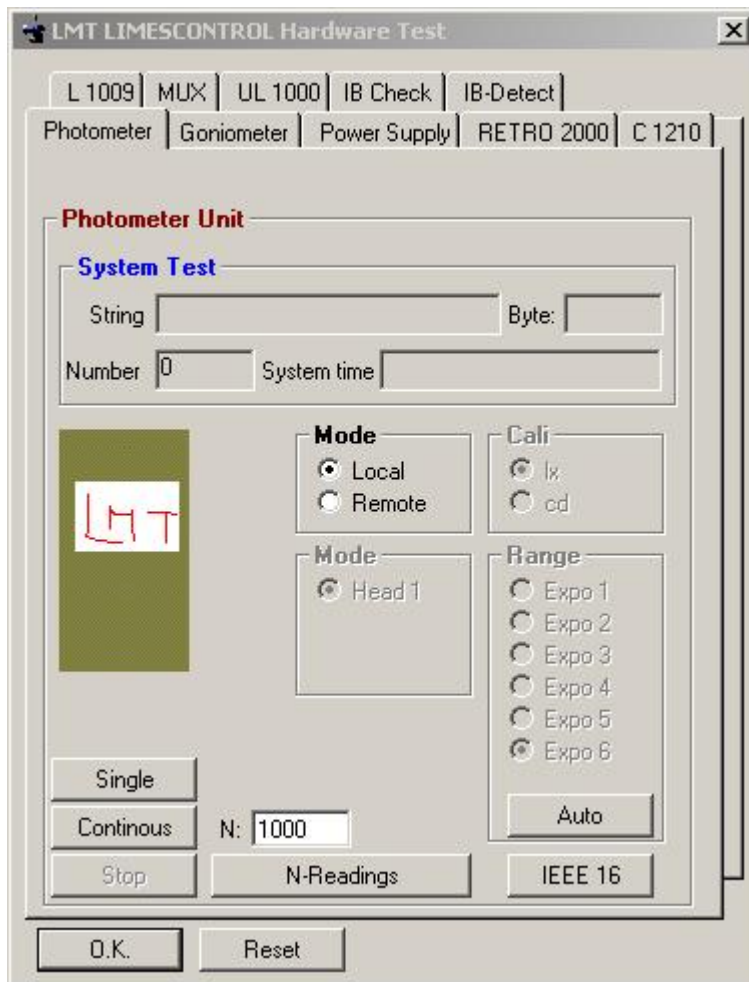 LMT LIMESCONTROL Hardware Test
L 1009 MUX UL 1000 IB Check IB-Detect
Photometer Goniometer Power Supply RETRO 2000 C 1210
Photometer Unit
System Test
String Byte:
Number 0 System time
Mode Cali
Local lx
Remote cd
LMT
Mode Range
Head 1 Expo 1
Expo 2
Expo 3
Expo 4
Expo 5
Expo 6
Single
Auto
Continous N: 1000
Stop N-Readings IEEE 16
O.K. Reset